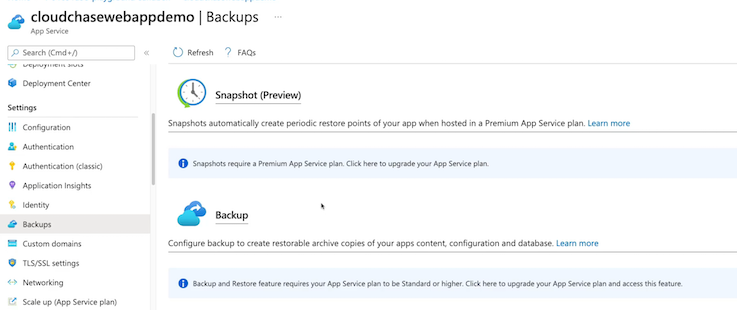 cloudchasewebappdemo | Backups ...
App Service
Search (Cmd+/)
«
Refresh
? FAQs
Deployment slots
Deployment Center
Settings
Configuration
Authentication
Authentication (classic)
Application Insights
Identity
Backups
Custom domains
TLS/SSL settings
Networking
Scale up (App Service plan)
Snapshot (Preview)
Snapshots automatically create periodic restore points of your app when hosted in a Premium App Service plan. Learn more
Snapshots require a Premium App Service plan. Click here to upgrade your App Service plan.
Backup
Configure backup to create restorable archive copies of your apps content, configuration and database. Learn more
Backup and Restore feature requires your App Service plan to be Standard or higher. Click here to upgrade your App Service plan and access this feature.